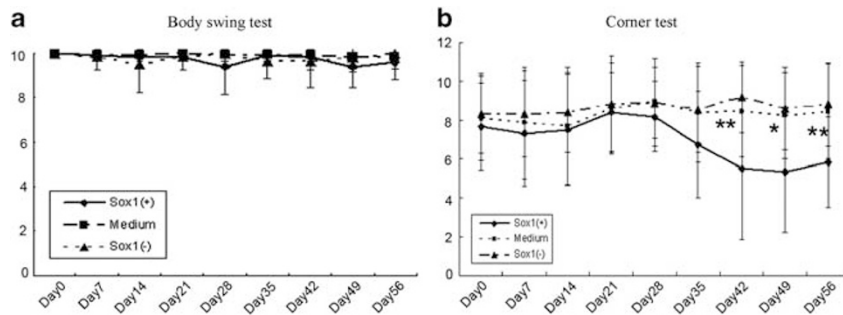 a
Body swing test
10
8
6
4
2
0
Sox1(+)
Medium
Sox1(-)
Day0
Day7
Day14
Day21
Day28
Day35
Day42
Day49
Day56
b
Corner test
12
10
8
6
4
2
0
**
*
**
Sox1(+)
Medium
Sox1(-)
Day0
Day7
Day14
Day21
Day28
Day35
Day42
Day49
Day56